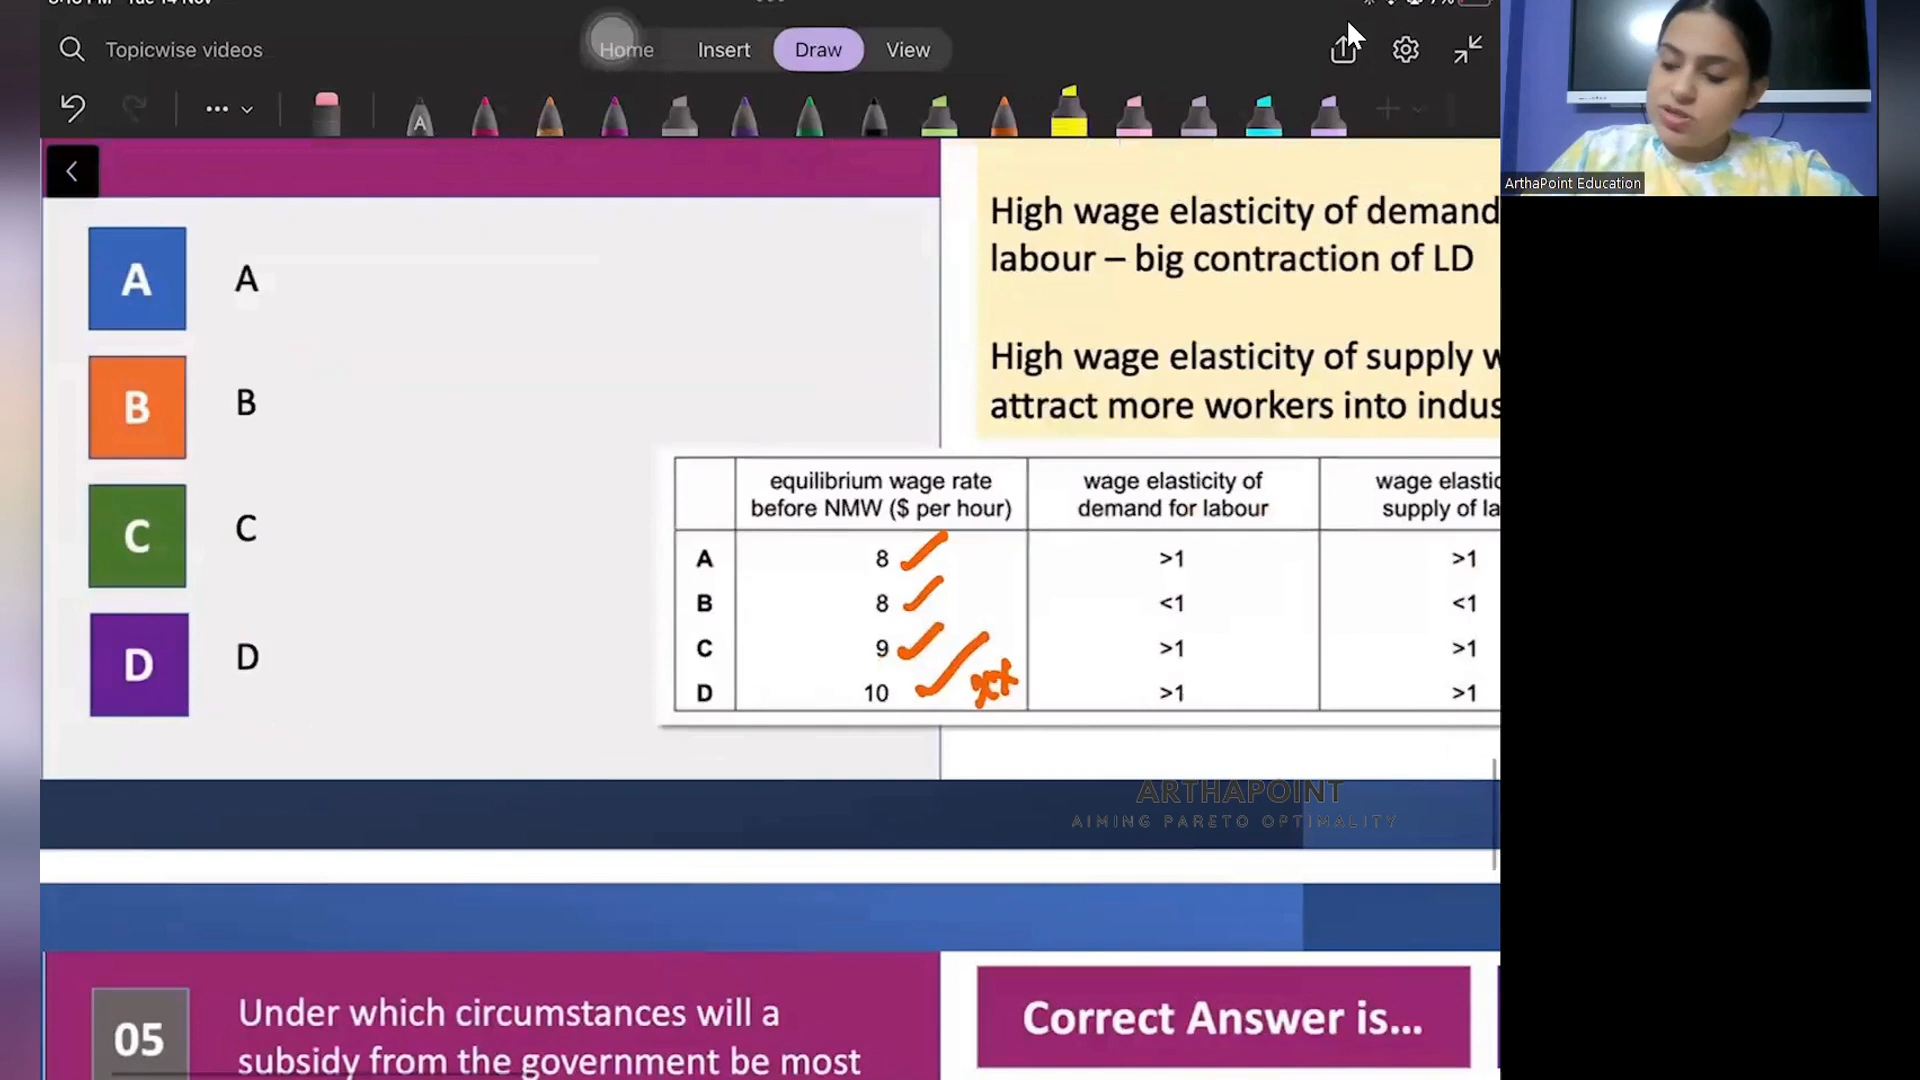 Topicwise videos
Home
Insert
Draw
View
A
ArthaPoint Education
High wage elasticity of demand
labour – big contraction of LD
High wage elasticity of supply
attract more workers into
A A
B B
C C
D D
equilibrium wage rate
before NMW ($ per hour)
wage elasticity of
demand for labour
wage
supply of
A 8 >1 >1
B 8 <1 <1
C 9 >1 >1
D 10 >1 >1
ARTHAPOINT
AIMING PARETO OPTIMALITY
05
Under which circumstances will a
subsidy from the government be most
Correct Answer is...